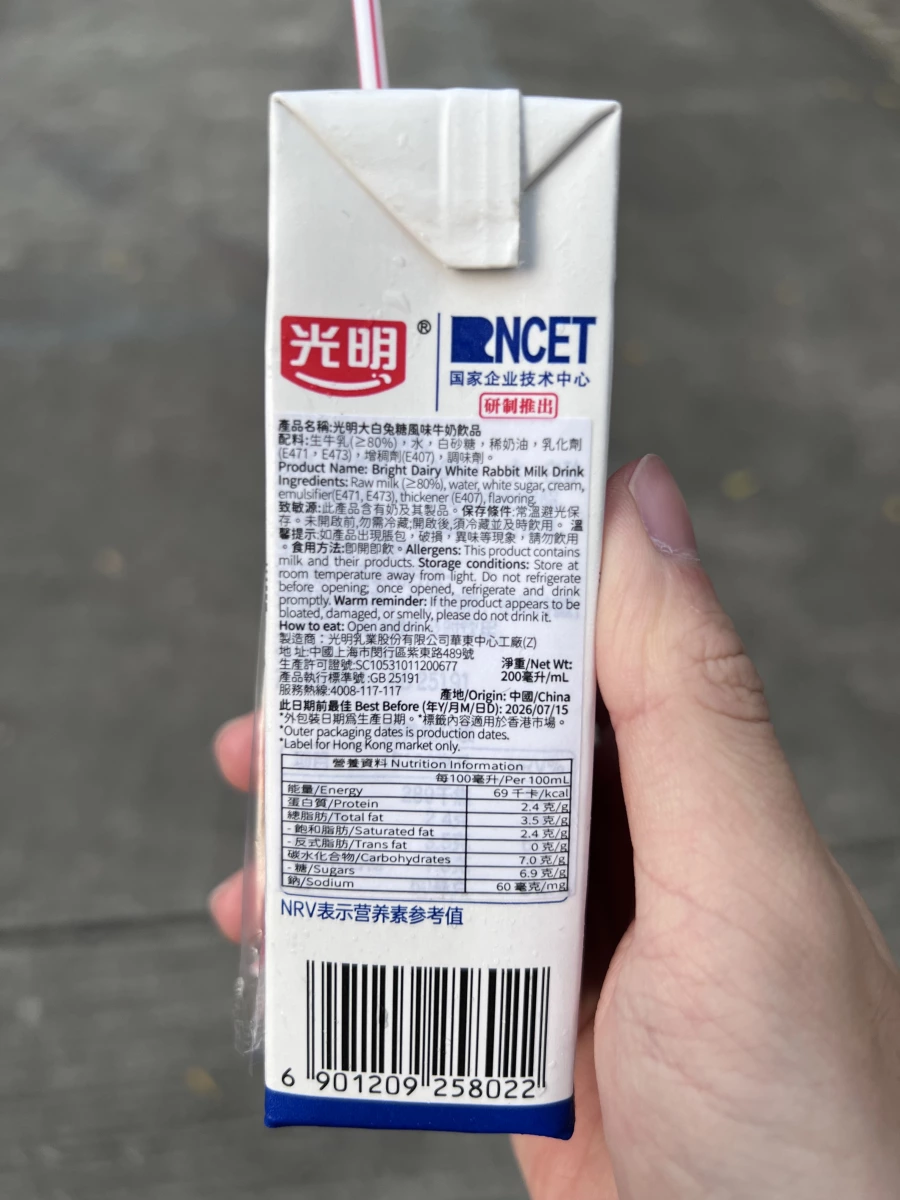 光明®
RNCET
国家企业技术中心
研制推出
產品名稱:光明大白兔糖風味牛奶飲品
配料:生牛乳(≥80%),水,白砂糖,稀奶油,乳化劑
(E471,E473),增稠劑(E407),調味劑。
Product Name: Bright Dairy White Rabbit Milk Drink
Ingredients: Raw milk (≥80%), water, white sugar, cream,
emulsifier(E471, E473), thickener (E407), flavoring.
致敏源:此產品含有奶及其製品。保存條件:常溫避光保
存。未開啟前,勿需冷藏;開啟後,須冷藏並及時飲用。溫
馨提示:如產品出現脹包,破損,異味等現象,請勿飲用
。食用方法:即開即飲。Allergens: This product contains
milk and their products. Storage conditions: Store at
room temperature away from light. Do not refrigerate
before opening; once opened, refrigerate and drink
promptly. Warm reminder: If the product appears to be
bloated, damaged, or smelly, please do not drink it.
How to eat: Open and drink.
製造商:光明乳業股份有限公司華東中心工廠(Z)
地 址:中國上海市閔行區紫東路489號
生產許可證號:SC10531011200677 淨重/Net Wt:
產品執行標準號:GB 25191 200毫升/mL
服務熱線:4008-117-117 產地/Origin: 中國/China
此日期前最佳 Best Before (年Y/月M/日D): 2026/07/15
*外包裝日期爲生產日期。*標籤內容適用於香港市場。
*Outer packaging dates is production dates.
*Label for Hong Kong market only.
營養資料 Nutrition Information
每100毫升/Per 100mL
能量/Energy 69 千卡/kcal
蛋白質/Protein 2.4 克/g
總脂肪/Total fat 3.5 克/g
- 飽和脂肪/Saturated fat 2.4 克/g
- 反式脂肪/Trans fat 0 克/g
碳水化合物/Carbohydrates 7.0 克/g
- 糖/Sugars 6.9 克/g
鈉/Sodium 60 毫克/mg
NRV表示营养素参考值
6 901209 258022